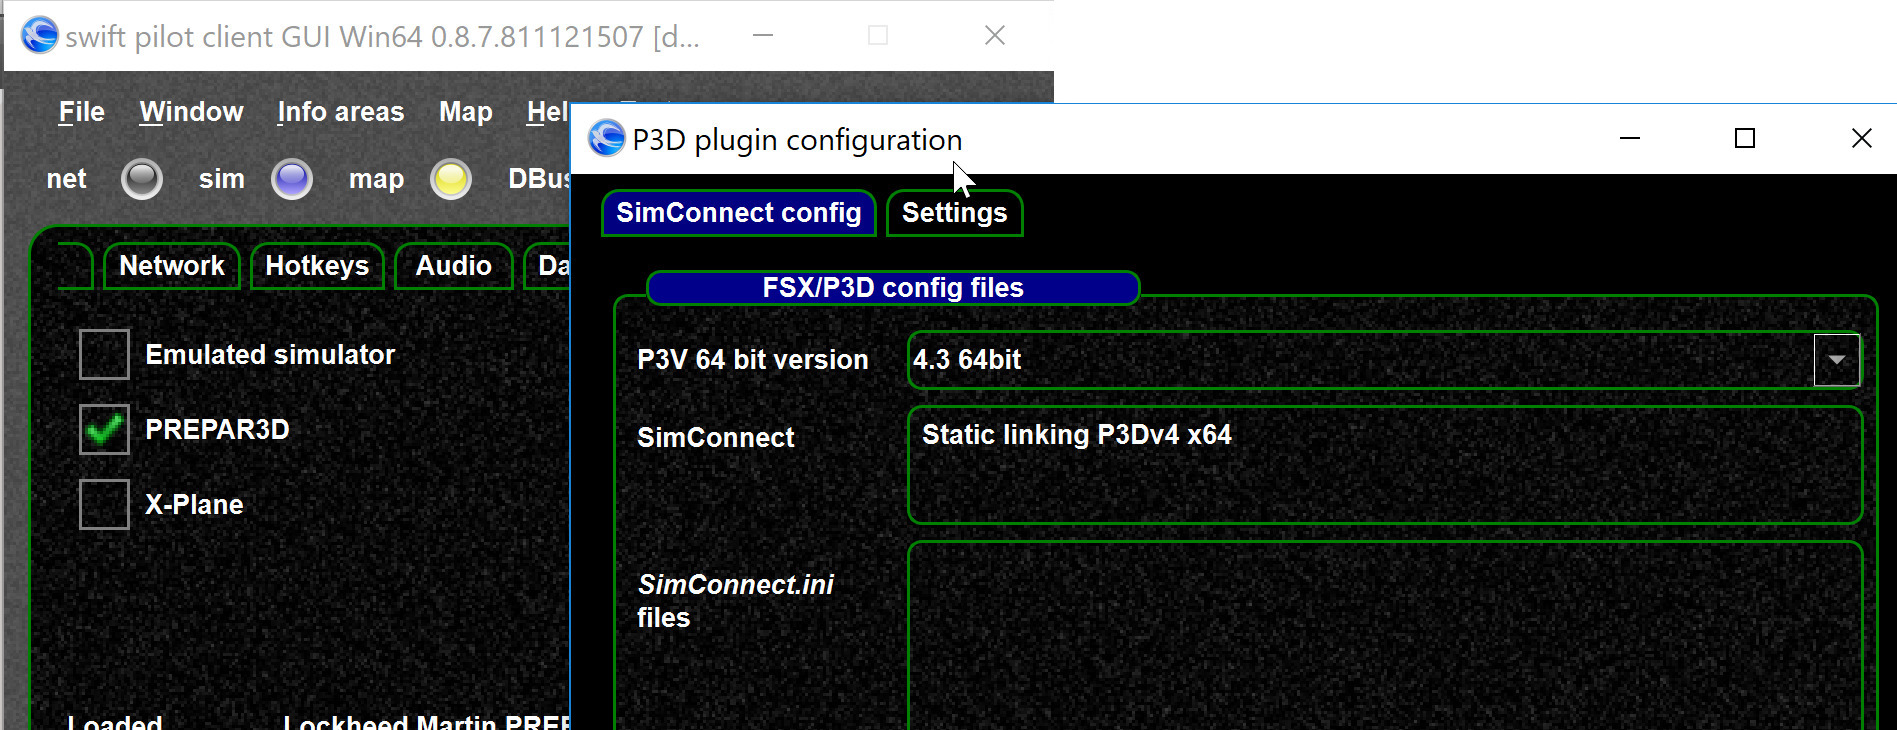 swift pilot client GUI Win64 0.8.7.811121507 [d...
File Window Info areas Map Hel
net sim map DBus
Network Hotkeys Audio Da
Emulated simulator
PREPAR3D
X-Plane
Loaded Lockheed Martin PREP
P3D plugin configuration
SimConnect config Settings
FSX/P3D config files
P3V 64 bit version 4.3 64bit
SimConnect Static linking P3Dv4 x64
SimConnect.ini
files